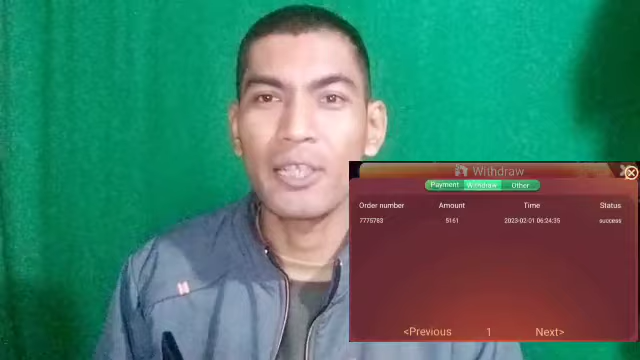 Withdraw
Payment Withdraw Other
Order number Amount Time Status
7775783 5161 2023-02-01 06:24:35 success
<Previous 1 Next>